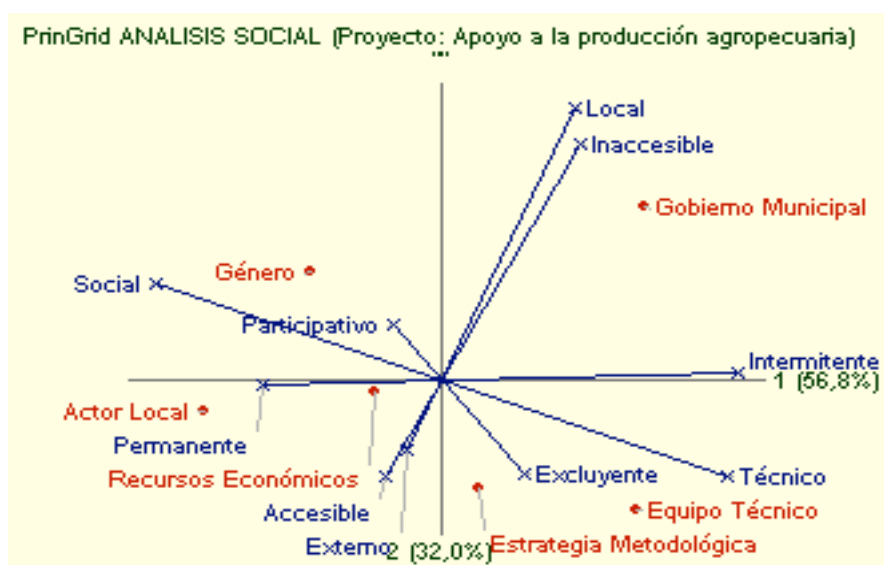 PrinGrid ANALISIS SOCIAL (Proyecto: Apoyo a la producción agropecuaria)
Local
Inaccesible
Gobierno Municipal
Género
Social
Participativo
Intermitente
1 (56,8%)
Actor Local
Permanente
Recursos Económicos
Excluyente
Técnico
Accesible
Equipo Técnico
Externo
2 (32,0%)
Estrategia Metodológica